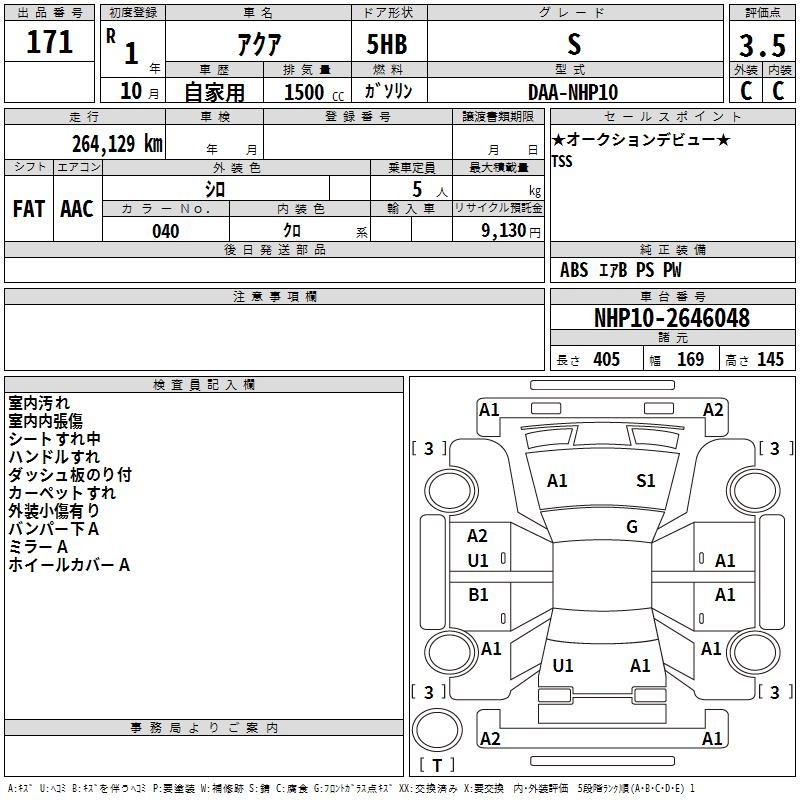 出品番号 初度登録 車名 ドア形状 グレード 評価点
171 R 1 年 ｱｸｱ 5HB S 3.5
車歴 排気量 燃料 型式 外装 内装
10 月 自家用 1500 CC ｶﾞｿﾘﾝ DAA-NHP10 C C
走行 車検 登録番号 譲渡書類期限 セールスポイント
264,129 km 年 月 月 日 ★オークションデビュー★
シフト エアコン 外装色 乗車定員 最大積載量 TSS
FAT AAC ｼﾛ 5 人 kg
カラーNo. 内装色 輸入車 リサイクル預託金
040 ｸﾛ 系 9,130 円
後日発送部品 純正装備
ABS ｴｱB PS PW
注意事項欄 車台番号
NHP10-2646048
諸元
長さ 405 幅 169 高さ 145
検査員記入欄
室内汚れ
室内内張傷
シートすれ中
ハンドルすれ
ダッシュ板のり付
カーペットすれ
外装小傷有り
バンパー下A
ミラーA
ホイールカバーA
事務局よりご案内
A1 A2
[ 3 ] [ 3 ]
A1 S1
G
A2
U1 A1
B1 A1
A1 A1
U1 A1
[ 3 ] [ 3 ]
A2 A1
[ T ]
A:ｷｽﾞ U:ﾍｺﾐ B:ｷｽﾞを伴うﾍｺﾐ P:要塗装 W:補修跡 S:錆 C:腐食 G:ﾌﾛﾝﾄｶﾞﾗｽ点ｷｽﾞ XX:交換済み X:要交換 内・外装評価 5段階ﾗﾝｸ順(A・B・C・D・E) 1